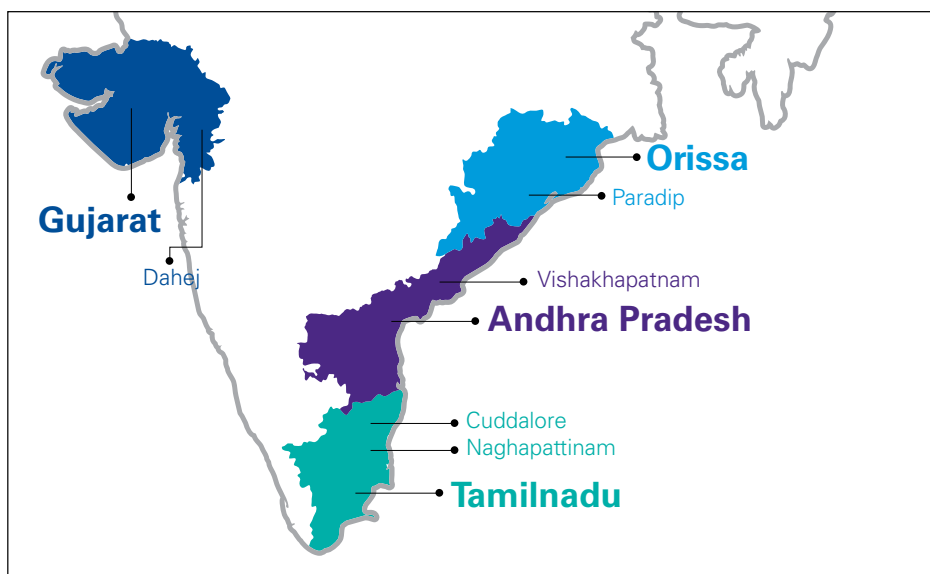 Orissa
Paradip
Gujarat
Dahej
Vishakhapatnam
Andhra Pradesh
Cuddalore
Naghapattinam
Tamilnadu